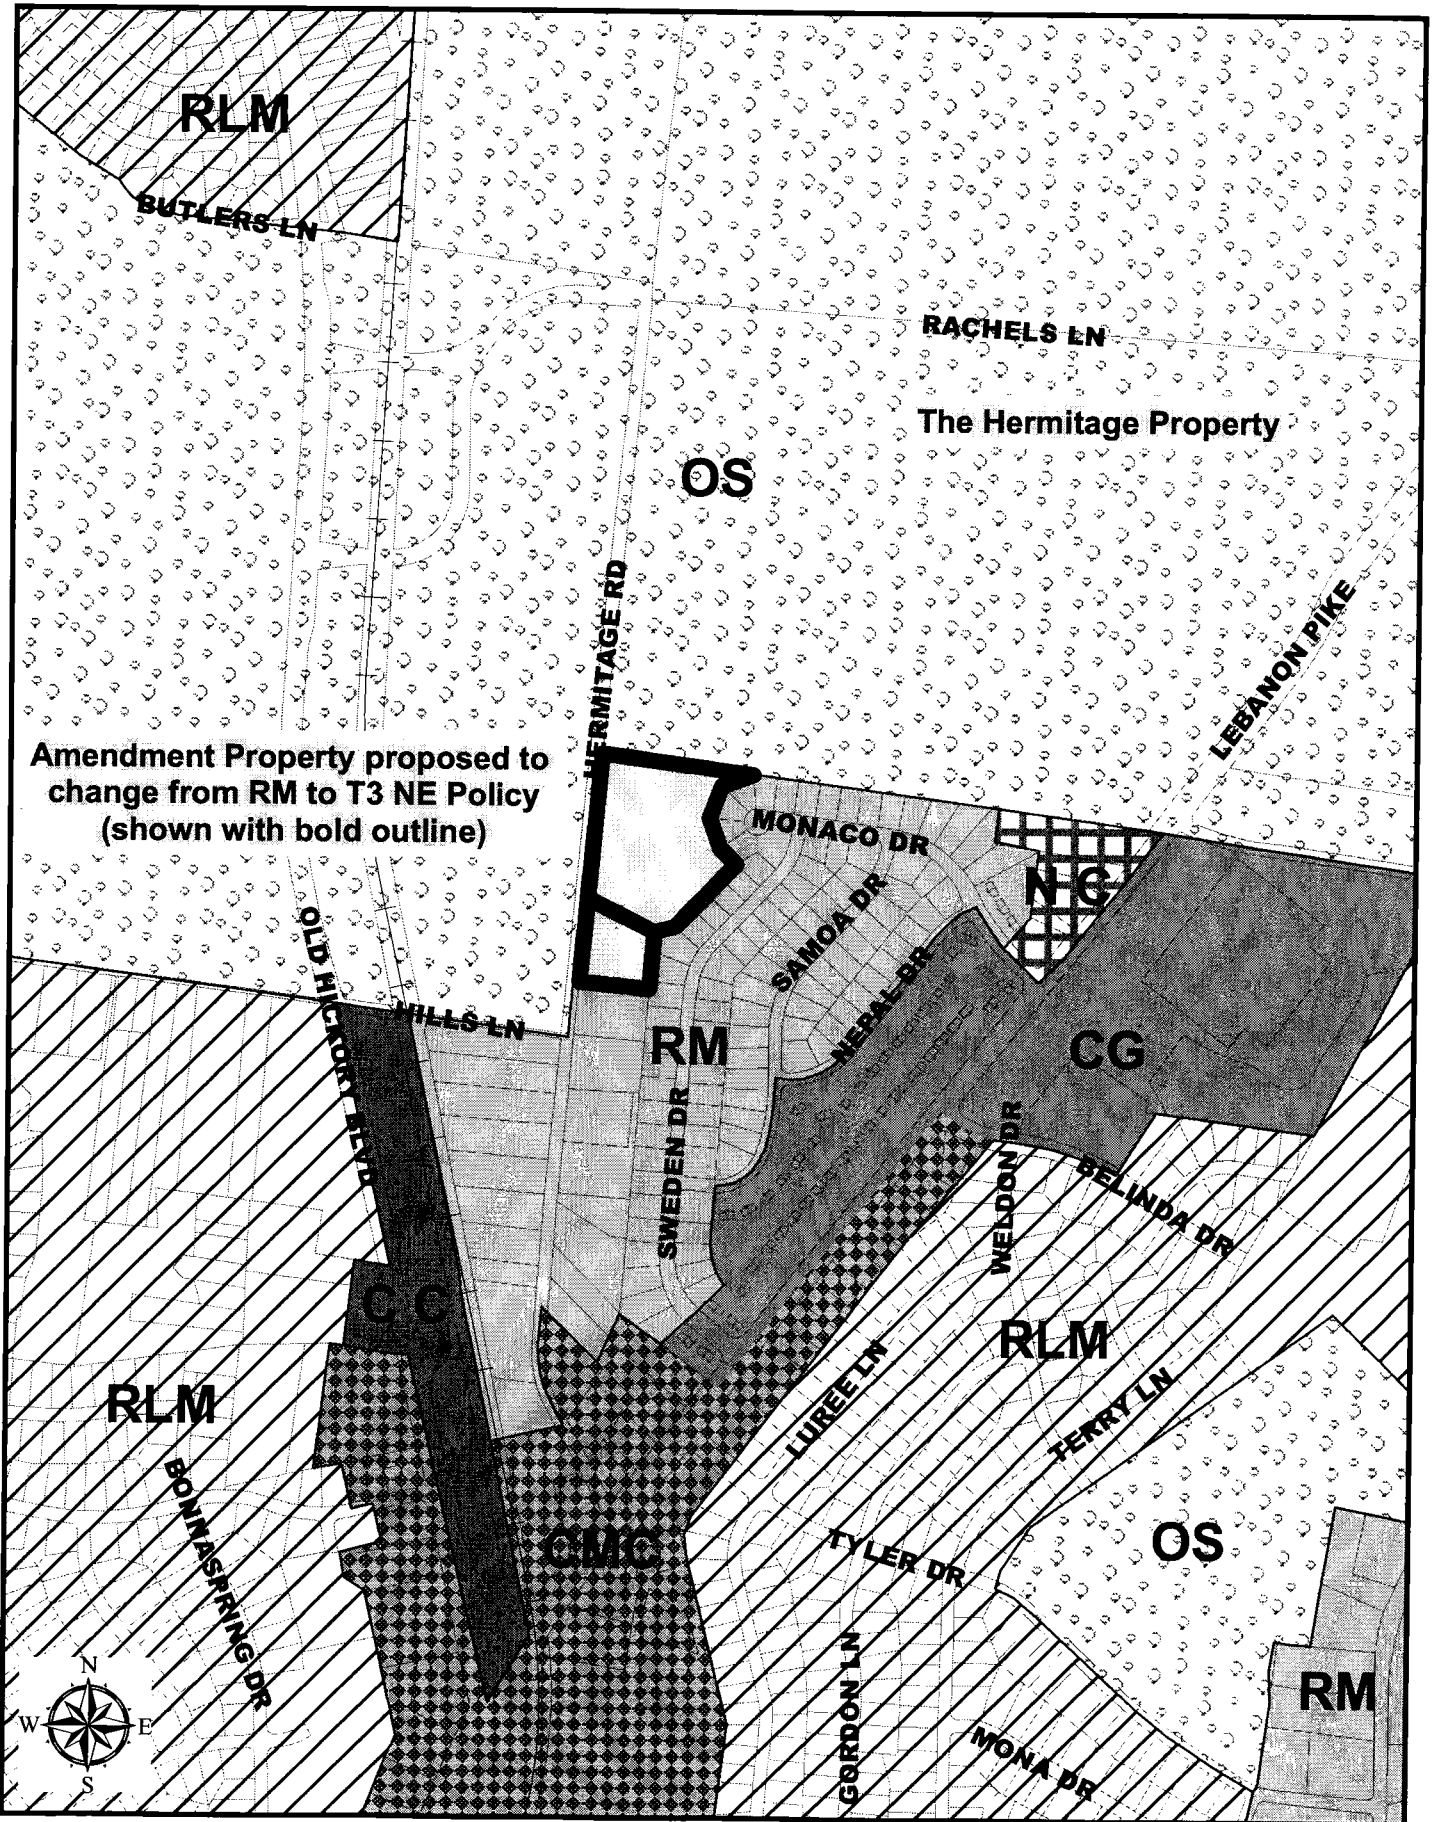 RLM
BUTLERS LN
RACHELS LN
The Hermitage Property
OS
HERMITAGE RD
LEBANON PIKE
Amendment Property proposed to
change from RM to T3 NE Policy
(shown with bold outline)
MONACO DR
N C
SAMOA DR
OLD HICKORY BLVD
NEPAL DR
HILLS LN
RM
CG
SWEDEN DR
WELDON DR
BELINDA DR
C C
RLM
LUREE LN
RLM
TERRY LN
BONNASPRING DR
CMC
TYLER DR
OS
GORDON LN
MONA DR
RM
N
W
E
S